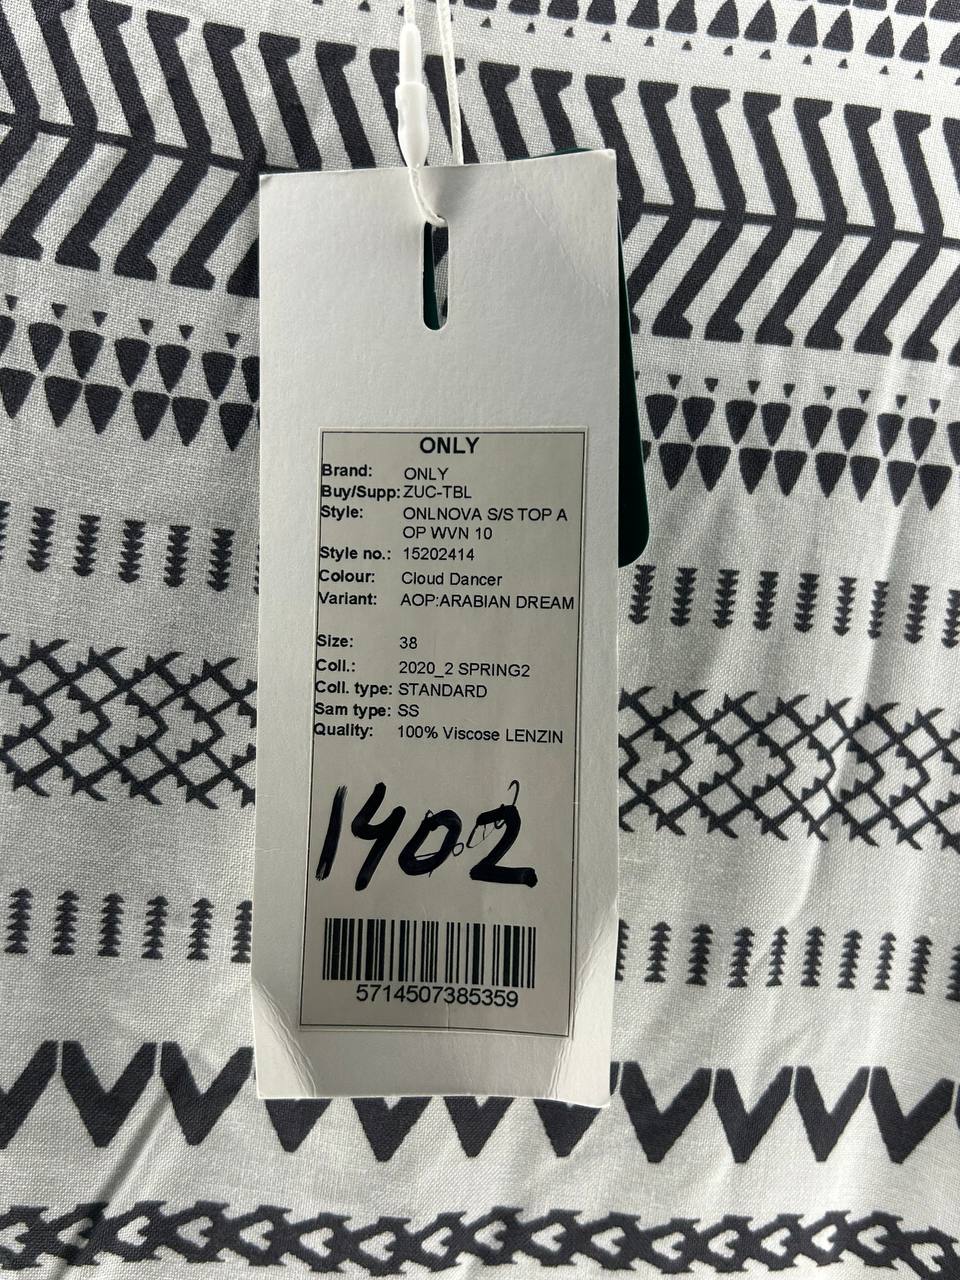 ONLY
Brand: ONLY
Buy/Supp: ZUC-TBL
Style: ONLNOVA S/S TOP A
OP WVN 10
Style no.: 15202414
Colour: Cloud Dancer
Variant: AOP:ARABIAN DREAM
Size: 38
Coll.: 2020_2 SPRING2
Coll. type: STANDARD
Sam type: SS
Quality: 100% Viscose LENZIN
1402
5714507385359